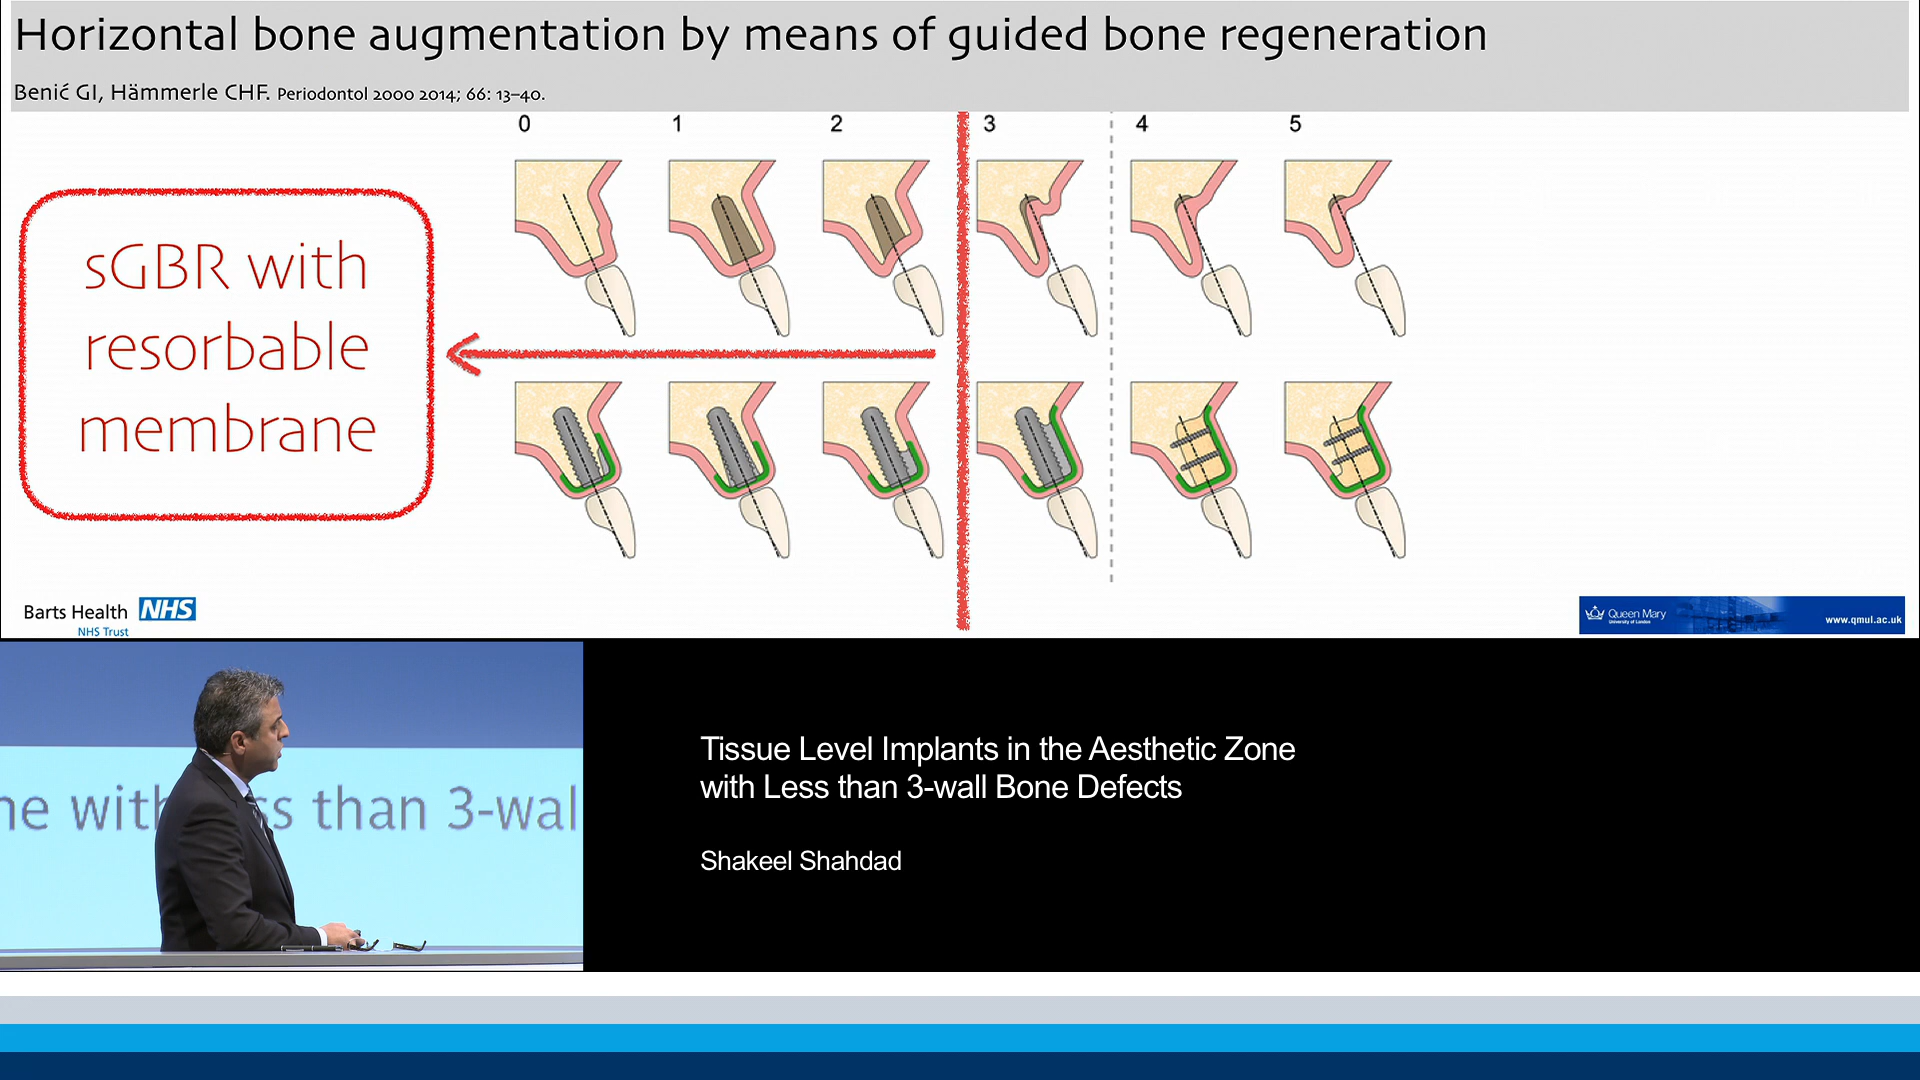 Horizontal bone augmentation by means of guided bone regeneration
Benić GI, Hämmerle CHF. Periodontol 2000 2014; 66: 13–40.
0 1 2 3 4 5
sGBR with
resorbable
membrane
Barts Health NHS
NHS Trust
Queen Mary
University of London
www.qmul.ac.uk
ne with ss than 3-wal
Tissue Level Implants in the Aesthetic Zone
with Less than 3-wall Bone Defects
Shakeel Shahdad